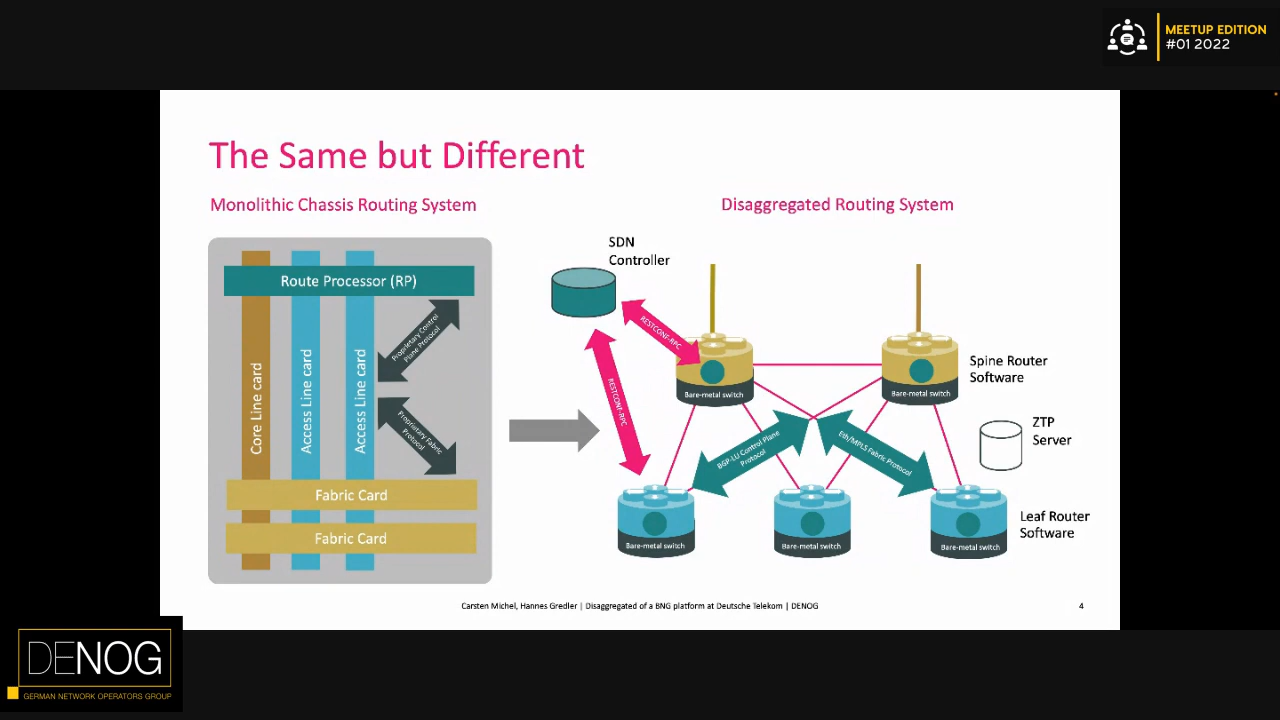 MEETUP EDITION
#01 2022
The Same but Different
Monolithic Chassis Routing System
Disaggregated Routing System
Route Processor (RP)
Core Line card
Access Line card
Access Line card
Proprietary Control
Plane Protocol
Proprietary Fabric
Protocol
Fabric Card
Fabric Card
SDN
Controller
RESTCONF-RPC
RESTCONF-RPC
Bare-metal switch
Bare-metal switch
Spine Router
Software
BGP-LU Control Plane
Protocol
Eth/MPLS Fabric Protocol
ZTP
Server
Bare-metal switch
Bare-metal switch
Bare-metal switch
Leaf Router
Software
Carsten Michel, Hannes Gredler | Disaggregated of a BNG platform at Deutsche Telekom | DENOG
4
DENOG
GERMAN NETWORK OPERATORS GROUP